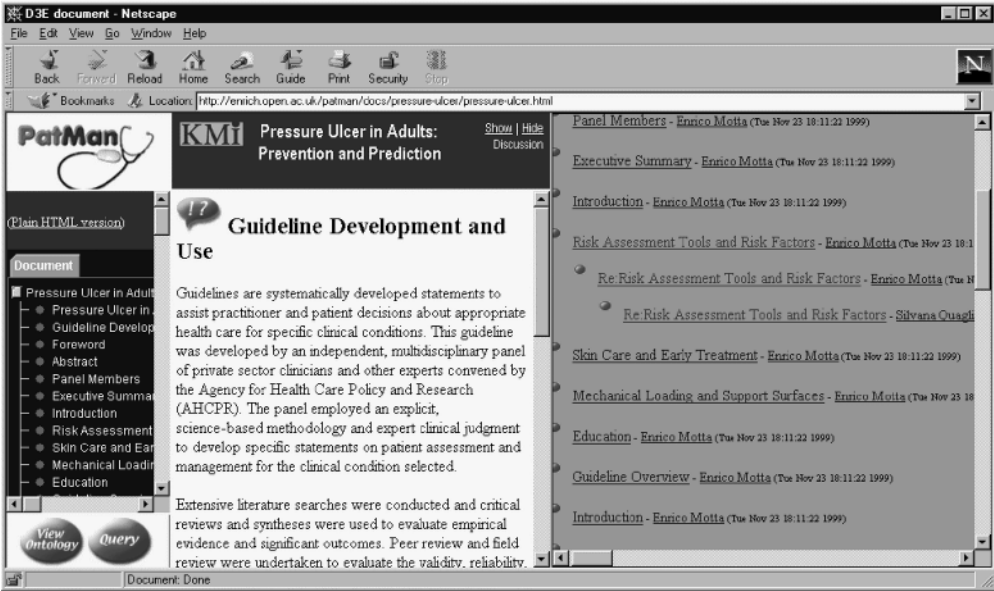 D3E document - Netscape
File Edit View Go Window Help
Back Forward Reload Home Search Guide Print Security Stop
N
Bookmarks Location: http://enrich.open.ac.uk/patman/docs/pressure-ulcer/pressure-ulcer.html
PatMan
KMi
Pressure Ulcer in Adults:
Prevention and Prediction
Show | Hide
Discussion
(Plain HTML version)
Document
Pressure Ulcer in Adult
Pressure Ulcer in .
Guideline Develop
Foreword
Abstract
Panel Members
Executive Summar
Introduction
Risk Assessment
Skin Care and Ear
Mechanical Loadin
Education
View
Ontology
Query
!?
Guideline Development and
Use
Guidelines are systematically developed statements to
assist practitioner and patient decisions about appropriate
health care for specific clinical conditions. This guideline
was developed by an independent, multidisciplinary panel
of private sector clinicians and other experts convened by
the Agency for Health Care Policy and Research
(AHCPR). The panel employed an explicit,
science-based methodology and expert clinical judgment
to develop specific statements on patient assessment and
management for the clinical condition selected.
Extensive literature searches were conducted and critical
reviews and syntheses were used to evaluate empirical
evidence and significant outcomes. Peer review and field
review were undertaken to evaluate the validity, reliability,
Panel Members - Enrico Motta (Tue Nov 23 18:11:22 1999)
Executive Summary - Enrico Motta (Tue Nov 23 18:11:22 1999)
Introduction - Enrico Motta (Tue Nov 23 18:11:22 1999)
Risk Assessment Tools and Risk Factors - Enrico Motta (Tue Nov 23 18:1
Re:Risk Assessment Tools and Risk Factors - Enrico Motta (Tue N
Re:Risk Assessment Tools and Risk Factors - Silvana Quagli
Skin Care and Early Treatment - Enrico Motta (Tue Nov 23 18:11:22 1999)
Mechanical Loading and Support Surfaces - Enrico Motta (Tue Nov 23 18
Education - Enrico Motta (Tue Nov 23 18:11:22 1999)
Guideline Overview - Enrico Motta (Tue Nov 23 18:11:22 1999)
Introduction - Enrico Motta (Tue Nov 23 18:11:22 1999)
Document: Done